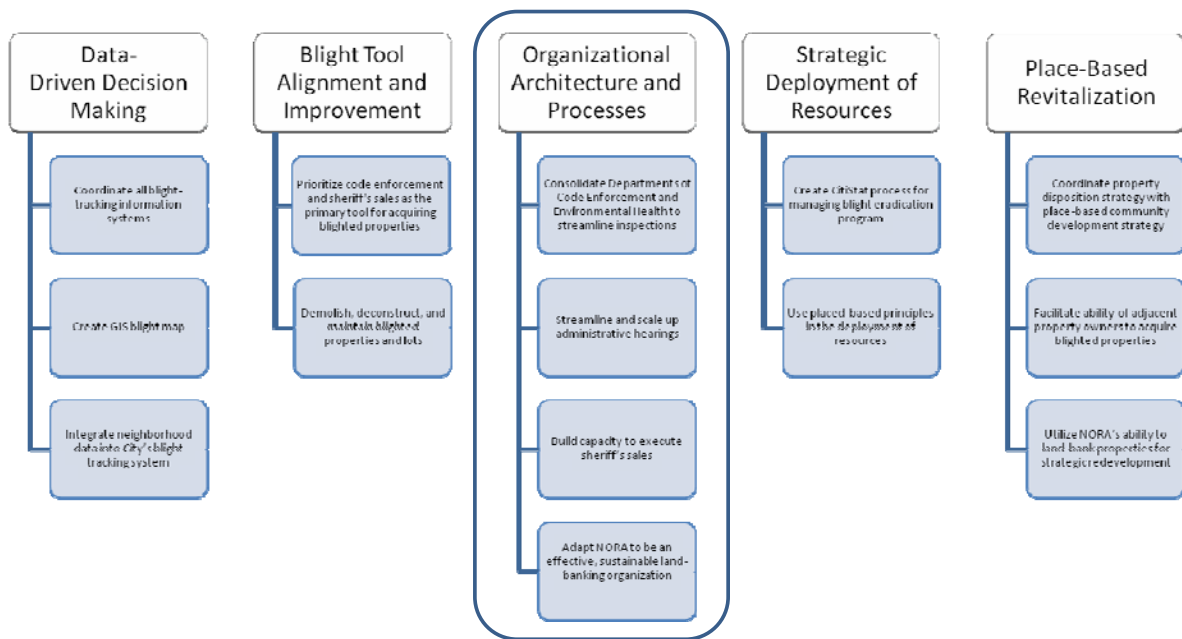 Data-
Driven Decision
Making
Coordinate all blight-
tracking information
systems
Create GIS blight map
Integrate neighborhood
data into City's blight
tracking system
Blight Tool
Alignment and
Improvement
Prioritize code enforcement
and sheriff's sales as the
primary tool for acquiring
blighted properties
Demolish, deconstruct, and
maintain blighted
properties and lots
Organizational
Architecture and
Processes
Consolidate Departments of
Code Enforcement and
Environmental Health to
streamline inspections
Streamline and scale up
administrative hearings
Build capacity to execute
sheriff's sales
Adapt NORA to be an
effective, sustainable land-
banking organization
Strategic
Deployment of
Resources
Create Citistat process for
managing blight eradication
program
Use placed-based principles
in the deployment of
resources
Place-Based
Revitalization
Coordinate property
disposition strategy with
place-based community
development strategy
Facilitate ability of adjacent
property owners to acquire
blighted properties
Utilize NORA's ability to
land-bank properties for
strategic redevelopment